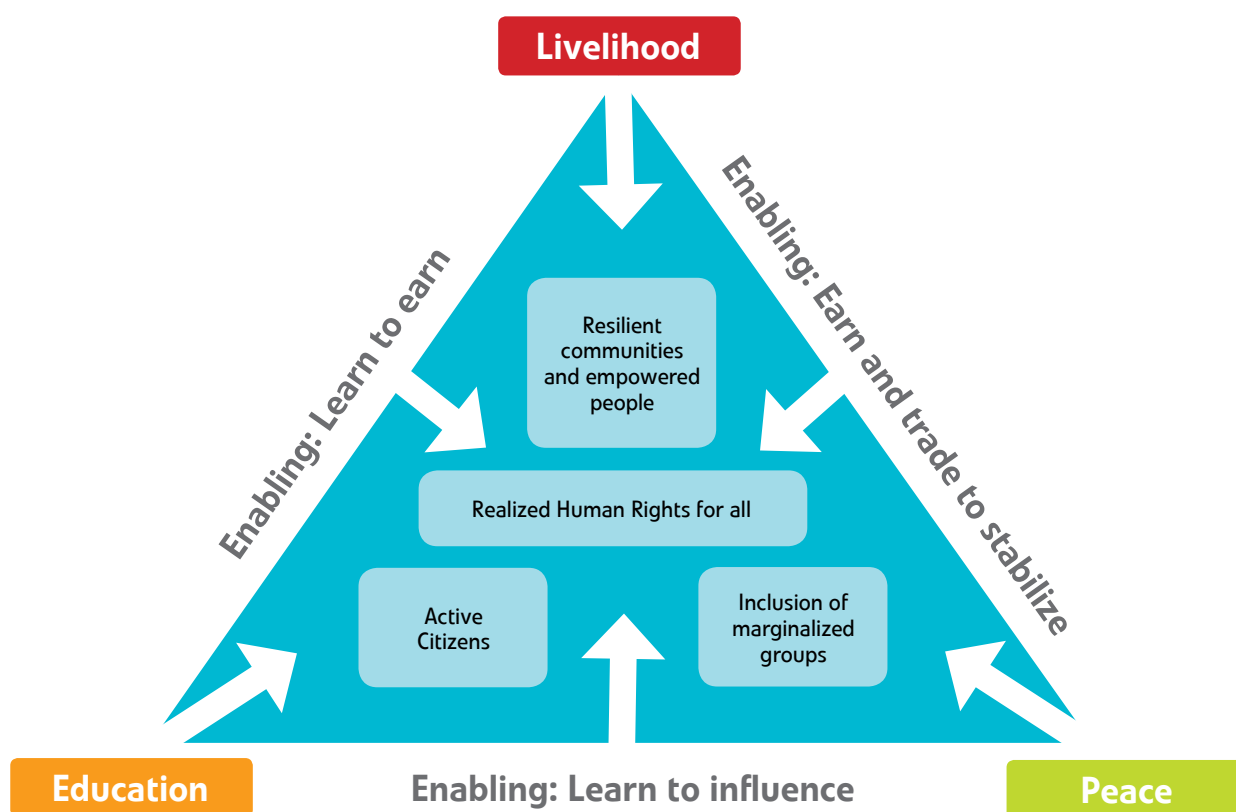 Livelihood
Enabling: Learn to earn
Enabling: Earn and trade to stabilize
Resilient
communities
and empowered
people
Realized Human Rights for all
Active
Citizens
Inclusion of
marginalized
groups
Education
Enabling: Learn to influence
Peace